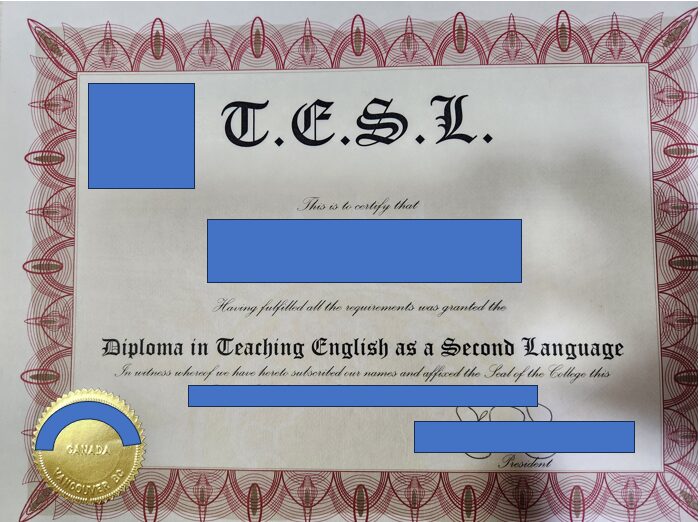 T.E.S.L.
This is to certify that
Having fulfilled all the requirements was granted the
Diploma in Teaching English as a Second Language
In witness whereof we have hereto subscribed our names and affixed the Seal of the College this
President
CANADA
VANCOUVER BC